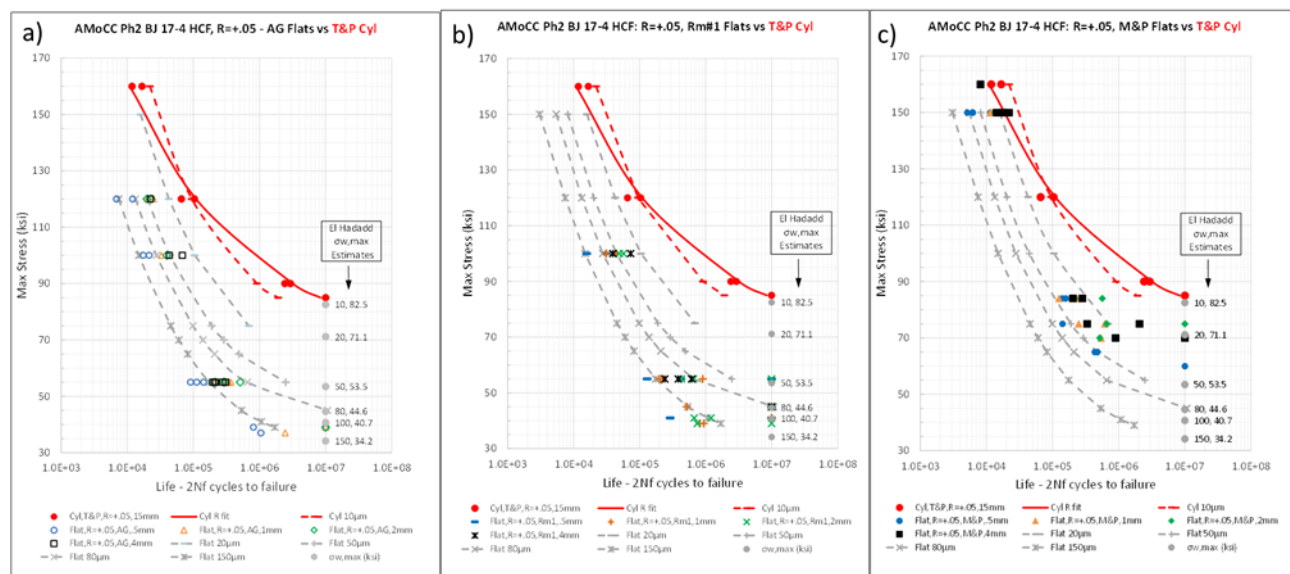 a)
AMoCC Ph2 BJ 17-4 HCF, R=+.05 - AG Flats vs T&P Cyl
Max Stress (ksi)
170
150
130
110
90
70
50
30
El Hadadd
σw,max
Estimates
10, 82.5
20, 71.1
50, 53.5
80, 44.6
100, 40.7
150, 34.2
1.0E+03 1.0E+04 1.0E+05 1.0E+06 1.0E+07 1.0E+08
Life - 2Nf cycles to failure
Cyl,T&P,R=+.05,15mm Cyl R fit Cyl 10µm
Flat,R=+.05,AG,.5mm Flat,R=+.05,AG,1mm Flat,R=+.05,AG,2mm
Flat,R=+.05,AG,4mm Flat 20µm Flat 50µm
Flat 80µm Flat 150µm σw,max (ksi)
b)
AMoCC Ph2 BJ 17-4 HCF: R=+.05, Rm#1 Flats vs T&P Cyl
Max Stress (ksi)
170
150
130
110
90
70
50
30
El Hadadd
σw,max
Estimates
10, 82.5
20, 71.1
50, 53.5
80, 44.6
100, 40.7
150, 34.2
1.0E+03 1.0E+04 1.0E+05 1.0E+06 1.0E+07 1.0E+08
Life - 2Nf cycles to failure
Cyl,T&P,R=+.05,15mm Cyl R fit Cyl 10µm
Flat,R=+.05,Rm1,.5mm Flat,R=+.05,Rm1,1mm Flat,R=+.05,Rm1,2mm
Flat,R=+.05,Rm1,4mm Flat 20µm Flat 50µm
Flat 80µm Flat 150µm σw,max (ksi)
c)
AMoCC Ph2 BJ 17-4 HCF: R=+.05, M&P Flats vs T&P Cyl
Max Stress (ksi)
170
150
130
110
90
70
50
30
El Hadadd
σw,max
Estimates
10, 82.5
20, 71.1
50, 53.5
80, 44.6
100, 40.7
150, 34.2
1.0E+03 1.0E+04 1.0E+05 1.0E+06 1.0E+07 1.0E+08
Life - 2Nf cycles to failure
Cyl,T&P,R=+.05,15mm Cyl R fit Cyl 10µm
Flat,R=+.05,M&P,.5mm Flat,R=+.05,M&P,1mm Flat,R=+.05,M&P,2mm
Flat,R=+.05,M&P,4mm Flat 20µm Flat 50µm
Flat 80µm Flat 150µm σw,max (ksi)